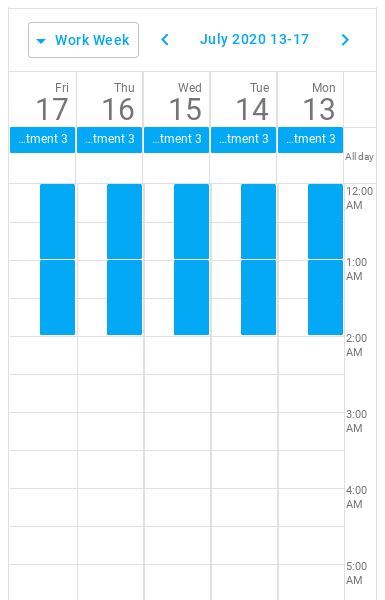 Work Week
July 2020 13-17
Fri Thu Wed Tue Mon
17 16 15 14 13
...tment 3 ...tment 3 ...tment 3 ...tment 3 ...tment 3
All day
12:00
AM
1:00
AM
2:00
AM
3:00
AM
4:00
AM
5:00
AM